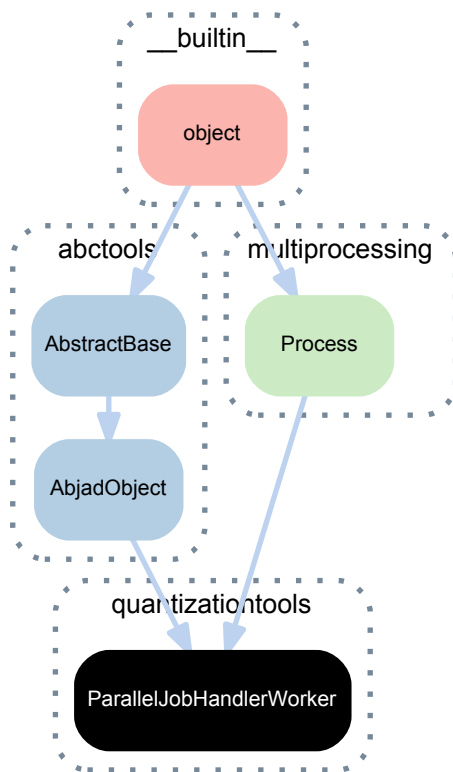 __builtin__
object
abctools
multiprocessing
AbstractBase
Process
AbjadObject
quantizationtools
ParallelJobHandlerWorker